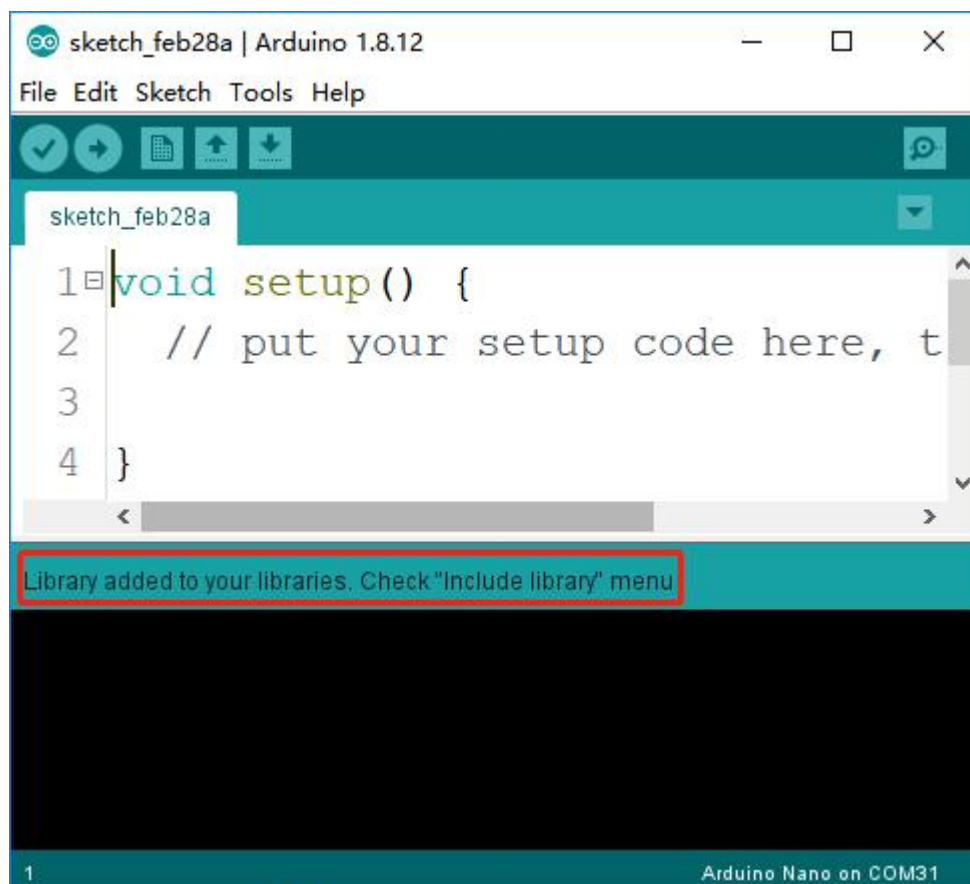 sketch_feb28a | Arduino 1.8.12
File Edit Sketch Tools Help
sketch_feb28a
1 void setup() {
2 // put your setup code here, t
3
4 }
Library added to your libraries. Check "Include library" menu
1 Arduino Nano on COM31